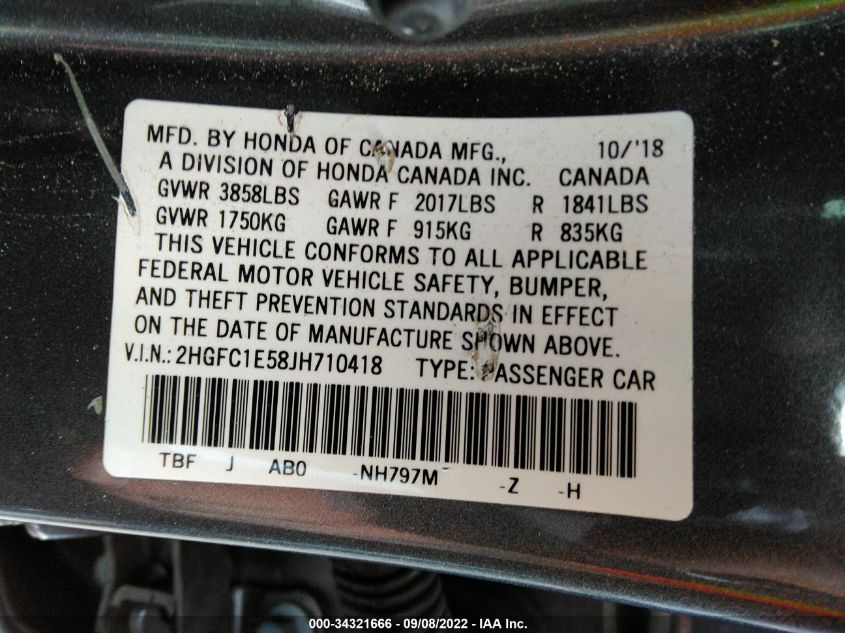 MFD. BY HONDA OF CANADA MFG., 10/'18
A DIVISION OF HONDA CANADA INC. CANADA
GVWR 3858LBS GAWR F 2017LBS R 1841LBS
GVWR 1750KG GAWR F 915KG R 835KG
THIS VEHICLE CONFORMS TO ALL APPLICABLE
FEDERAL MOTOR VEHICLE SAFETY, BUMPER,
AND THEFT PREVENTION STANDARDS IN EFFECT
ON THE DATE OF MANUFACTURE SHOWN ABOVE.
V.I.N.: 2HGFC1E58JH710418 TYPE: PASSENGER CAR
TBF J AB0 -NH797M -Z -H
000-34321666 - 09/08/2022 - IAA Inc.